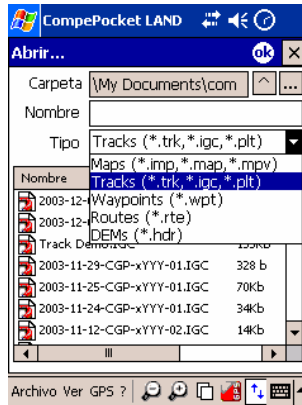 CompePocket LAND
Abrir... ok
Carpeta \My Documents\com ^ ...
Nombre
Tipo Tracks (*.trk,*.igc,*.plt)
Maps (*.imp,*.map,*.mpv)
Tracks (*.trk,*.igc,*.plt)
Waypoints (*.wpt)
Routes (*.rte)
DEMs (*.hdr)
Nombre
2003-12-
2003-12-
Track
2003-11-29-CGP-xYYY-01.IGC 328 b
2003-11-25-CGP-xYYY-01.IGC 70Kb
2003-11-24-CGP-xYYY-01.IGC 34Kb
2003-11-12-CGP-xYYY-02.IGC 14Kb
Archivo Ver GPS ?